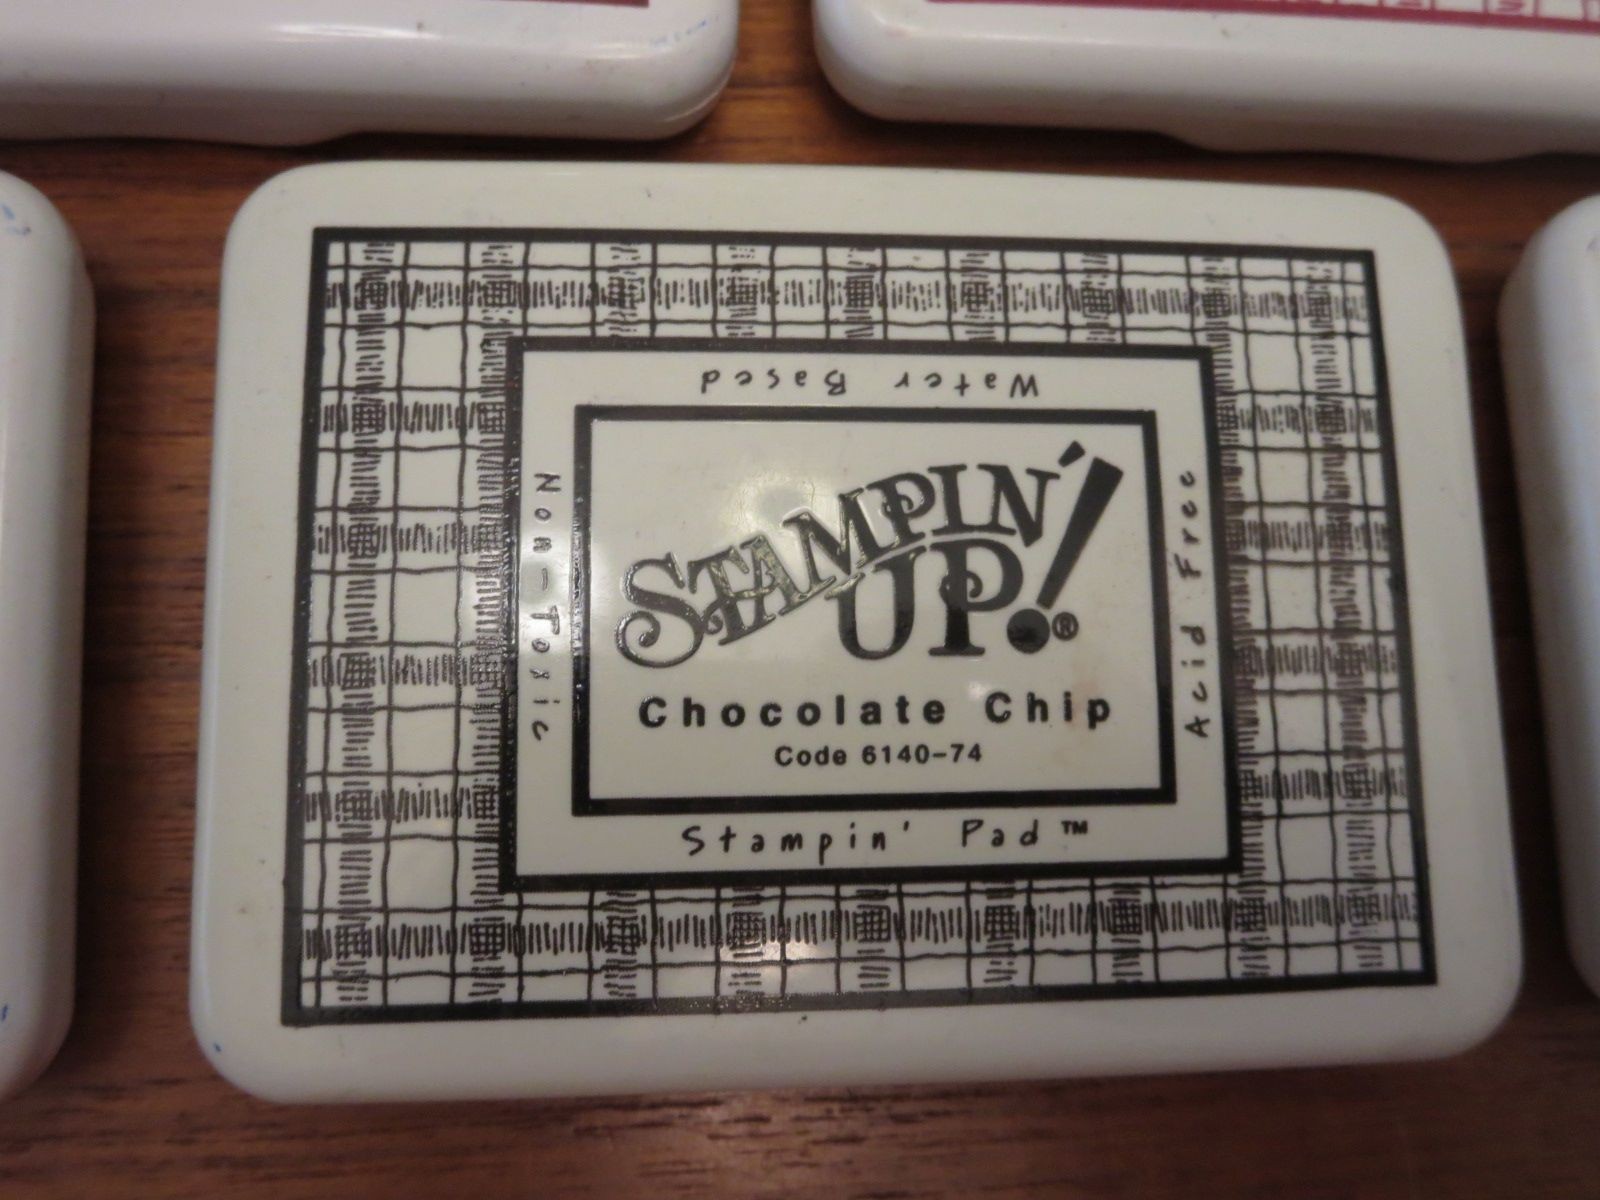 Water Based
Non-Toxic
STAMPIN'
UP!®
Chocolate Chip
Code 6140-74
Acid Free
Stampin' Pad™